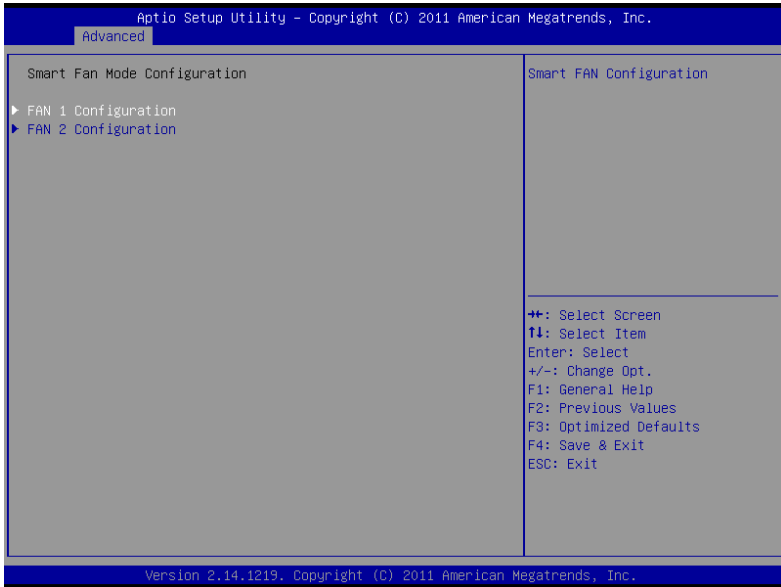 Aptio Setup Utility – Copyright (C) 2011 American Megatrends, Inc.
Advanced
Smart Fan Mode Configuration
▶ FAN 1 Configuration
▶ FAN 2 Configuration
Smart FAN Configuration
→←: Select Screen
↑↓: Select Item
Enter: Select
+/-: Change Opt.
F1: General Help
F2: Previous Values
F3: Optimized Defaults
F4: Save & Exit
ESC: Exit
Version 2.14.1219. Copyright (C) 2011 American Megatrends, Inc.